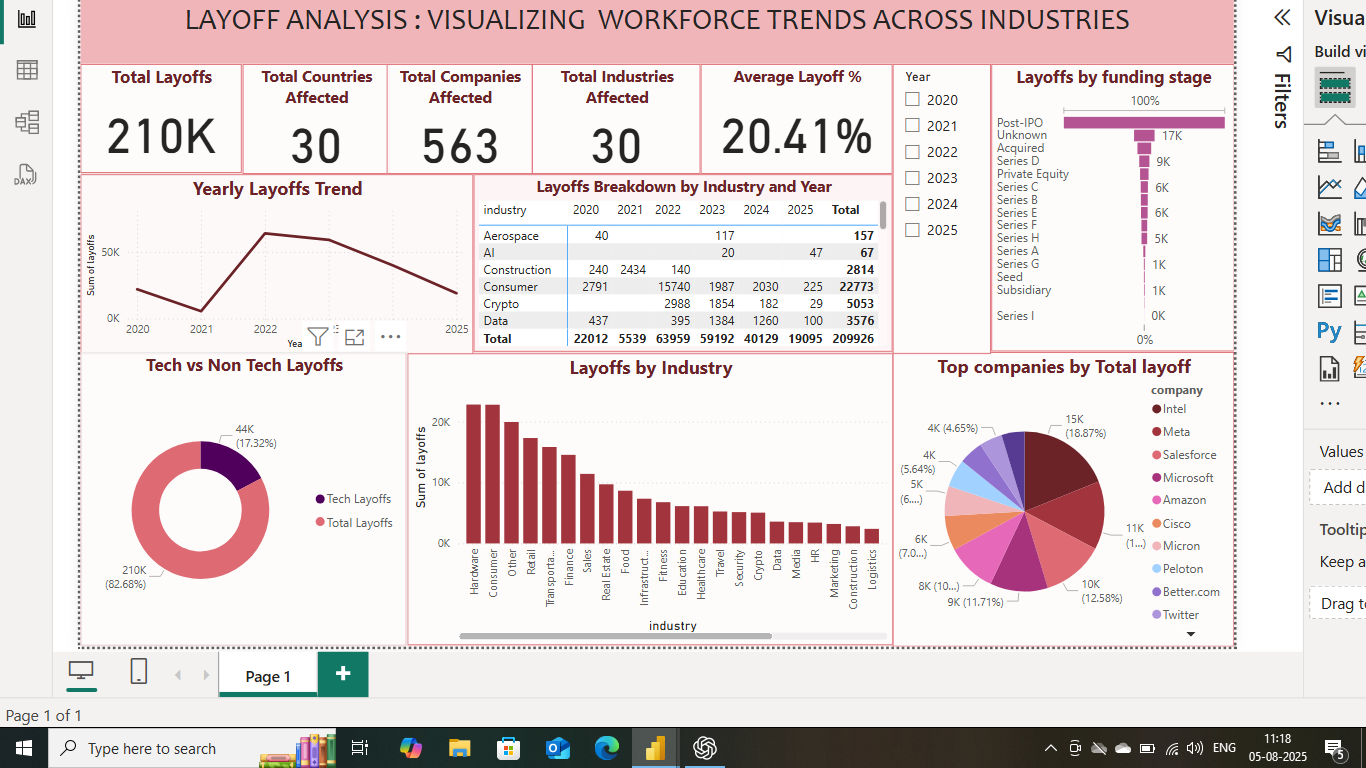 LAYOFF ANALYSIS : VISUALIZING WORKFORCE TRENDS ACROSS INDUSTRIES
Total Layoffs
210K
Total Countries
Affected
30
Total Companies
Affected
563
Total Industries
Affected
30
Average Layoff %
20.41%
Year
2020
2021
2022
2023
2024
2025
Layoffs by funding stage
100%
Post-IPO
Unknown 17K
Acquired
Series D 9K
Private Equity
Series C 6K
Series B
Series E 6K
Series F
Series H 5K
Series A
Series G 1K
Seed
Subsidiary 1K
Series I 0K
0%
Yearly Layoffs Trend
Sum of layoffs
50K
0K
2020 2021 2022 2025
Yea
Layoffs Breakdown by Industry and Year
industry 2020 2021 2022 2023 2024 2025 Total
Aerospace 40 117 157
AI 20 47 67
Construction 240 2434 140 2814
Consumer 2791 15740 1987 2030 225 22773
Crypto 2988 1854 182 29 5053
Data 437 395 1384 1260 100 3576
Total 22012 5539 63959 59192 40129 19095 209926
Tech vs Non Tech Layoffs
44K
(17.32%)
210K
(82.68%)
Tech Layoffs
Total Layoffs
Layoffs by Industry
Sum of layoffs
20K
10K
0K
Hardware
Consumer
Other
Retail
Transporta...
Finance
Sales
Real Estate
Food
Infrastruct...
Fitness
Education
Healthcare
Travel
Security
Crypto
Data
Media
HR
Marketing
Construction
Logistics
industry
Top companies by Total layoff
15K
(18.87%)
11K
(1...)
10K
(12.58%)
9K (11.71%)
8K (10...)
6K
(7.0...)
5K
(6....)
4K
(5.64%)
4K (4.65%)
company
Intel
Meta
Salesforce
Microsoft
Amazon
Cisco
Micron
Peloton
Better.com
Twitter
Filters
Visua
Build vi
Py
Values
Add d
Tooltip
Keep a
Drag to
DAX
Page 1
Page 1 of 1
Type here to search
ENG
11:18
05-08-2025
5